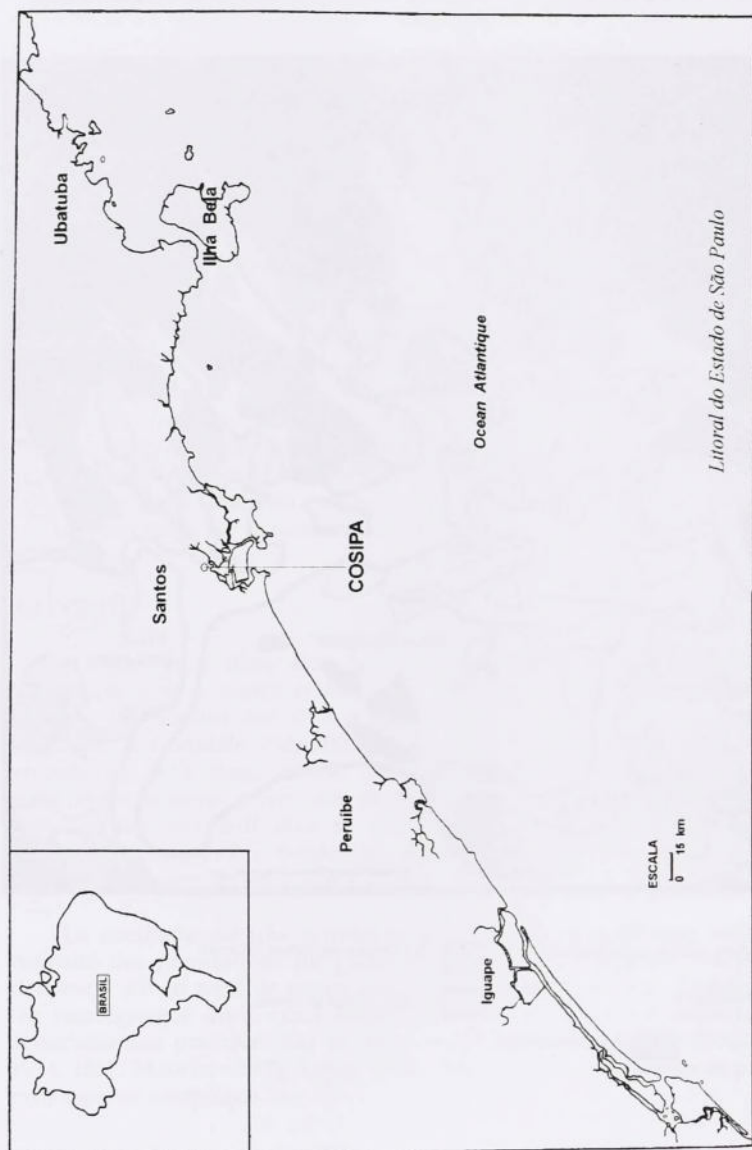 BRASIL
Ubatuba
Ilha Bela
Santos
COSIPA
Peruibe
Iguape
Ocean Atlantique
ESCALA
0 15 km
Litoral do Estado de São Paulo